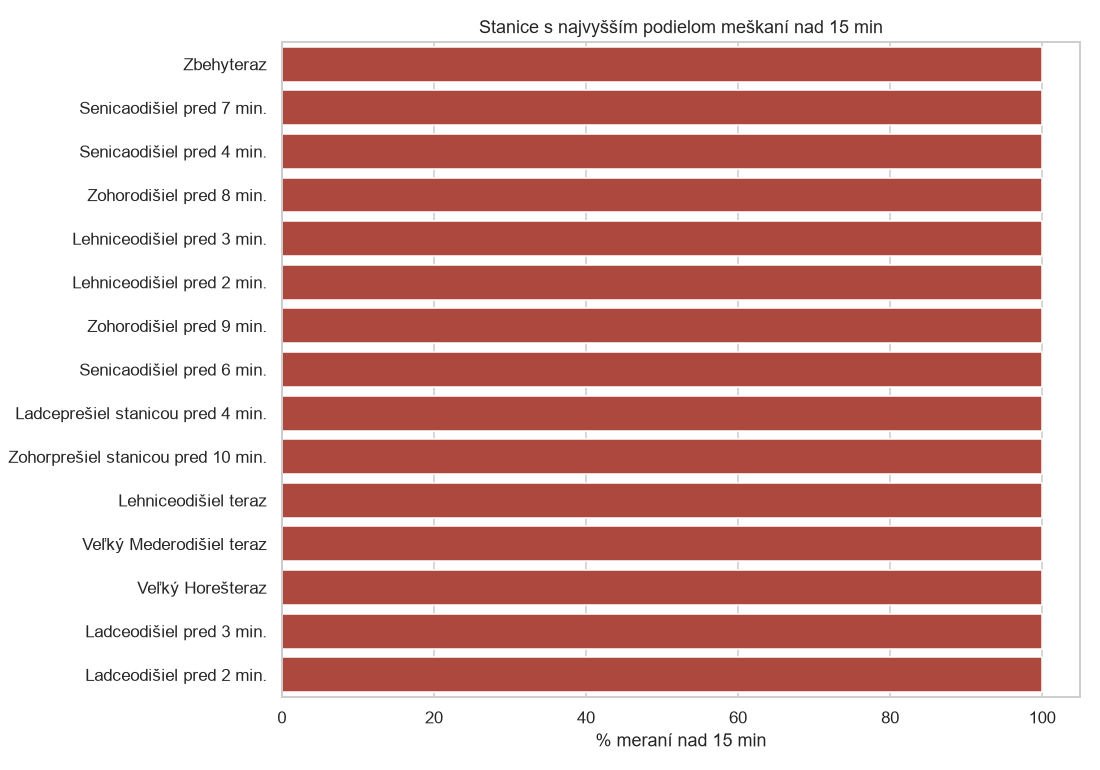 Stanice s najvyšším podielom meškaní nad 15 min
Zbehyteraz
Senicaodišiel pred 7 min.
Senicaodišiel pred 4 min.
Zohorodišiel pred 8 min.
Lehniceodišiel pred 3 min.
Lehniceodišiel pred 2 min.
Zohorodišiel pred 9 min.
Senicaodišiel pred 6 min.
Ladceprešiel stanicou pred 4 min.
Zohorprešiel stanicou pred 10 min.
Lehniceodišiel teraz
Veľký Mederodišiel teraz
Veľký Horešteraz
Ladceodišiel pred 3 min.
Ladceodišiel pred 2 min.
0 20 40 60 80 100
% meraní nad 15 min